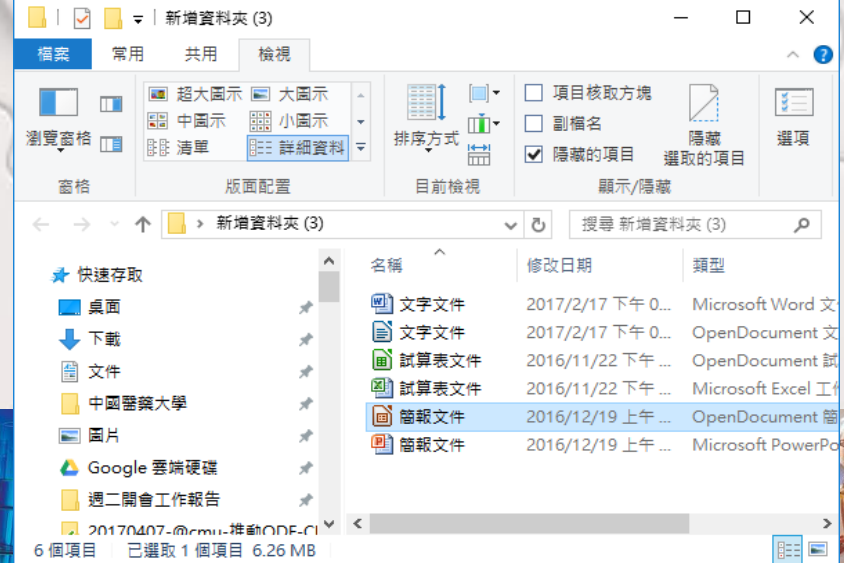 新增資料夾 (3)
檔案 常用 共用 檢視
瀏覽窗格
窗格
超大圖示 大圖示
中圖示 小圖示
清單 詳細資料
版面配置
排序方式
目前檢視
項目核取方塊
副檔名
隱藏的項目
隱藏
選取的項目
顯示/隱藏
選項
新增資料夾 (3)
搜尋 新增資料夾 (3)
快速存取
桌面
下載
文件
中國醫藥大學
圖片
Google 雲端硬碟
週二開會工作報告
20170407-@cmu-推動ODF-CI
名稱 修改日期 類型
文字文件 2017/2/17 下午 0... Microsoft Word 文
文字文件 2017/2/17 下午 0... OpenDocument 文
試算表文件 2016/11/22 下午 ... OpenDocument 試
試算表文件 2016/11/22 下午 ... Microsoft Excel 工
簡報文件 2016/12/19 上午 ... OpenDocument 簡
簡報文件 2016/12/19 上午 ... Microsoft PowerPo
6 個項目 已選取 1 個項目 6.26 MB